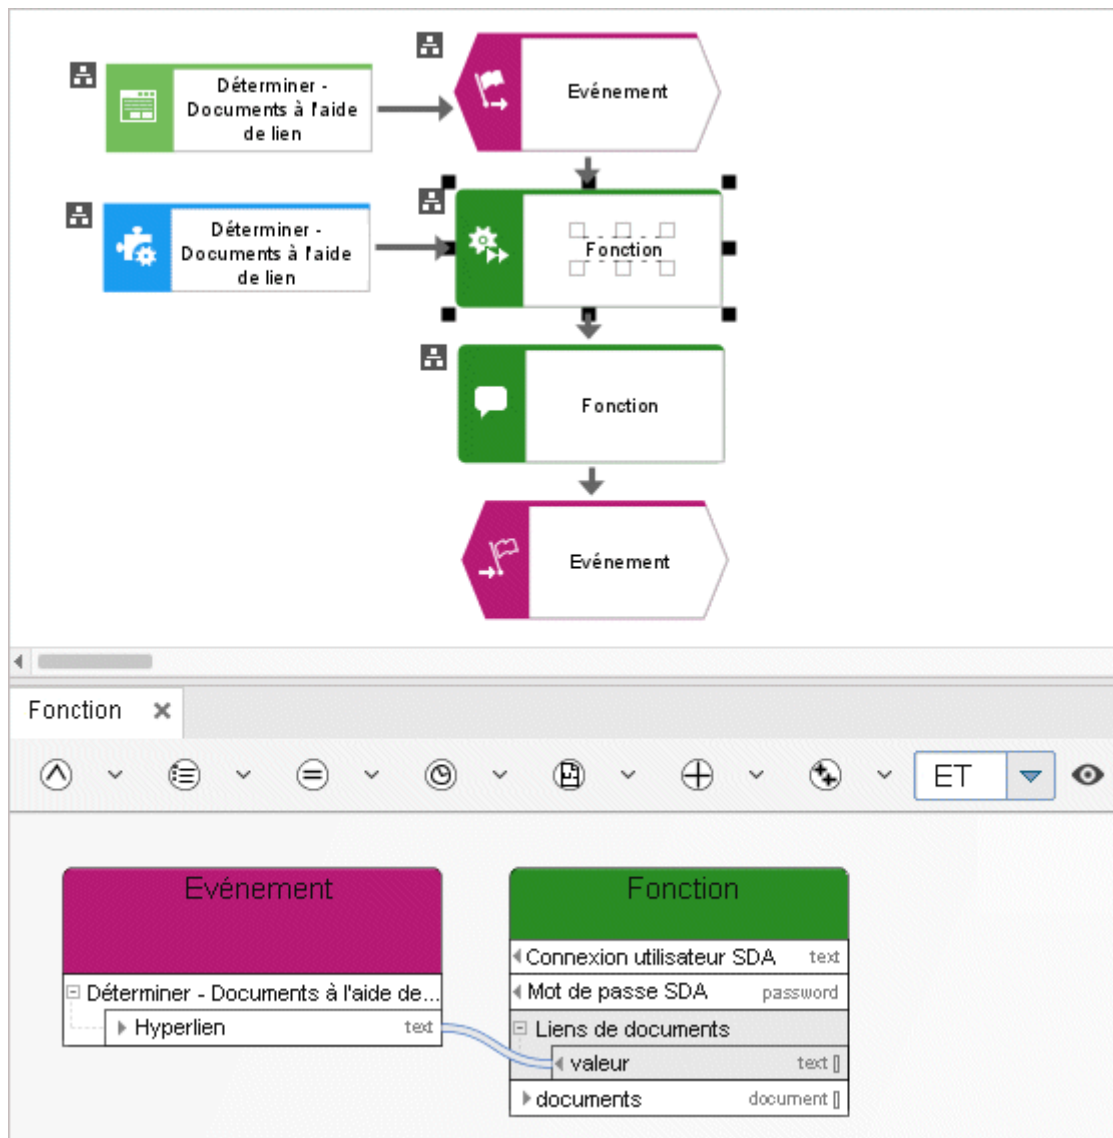 Déterminer -
Documents à l'aide
de lien
Evénement
Déterminer -
Documents à l'aide
de lien
Fonction
Fonction
Evénement
Fonction
ET
Evénement
Fonction
Connexion utilisateur SDA text
Mot de passe SDA password
Déterminer - Documents à l'aide de...
Hyperlien text
Liens de documents
valeur text []
documents document []